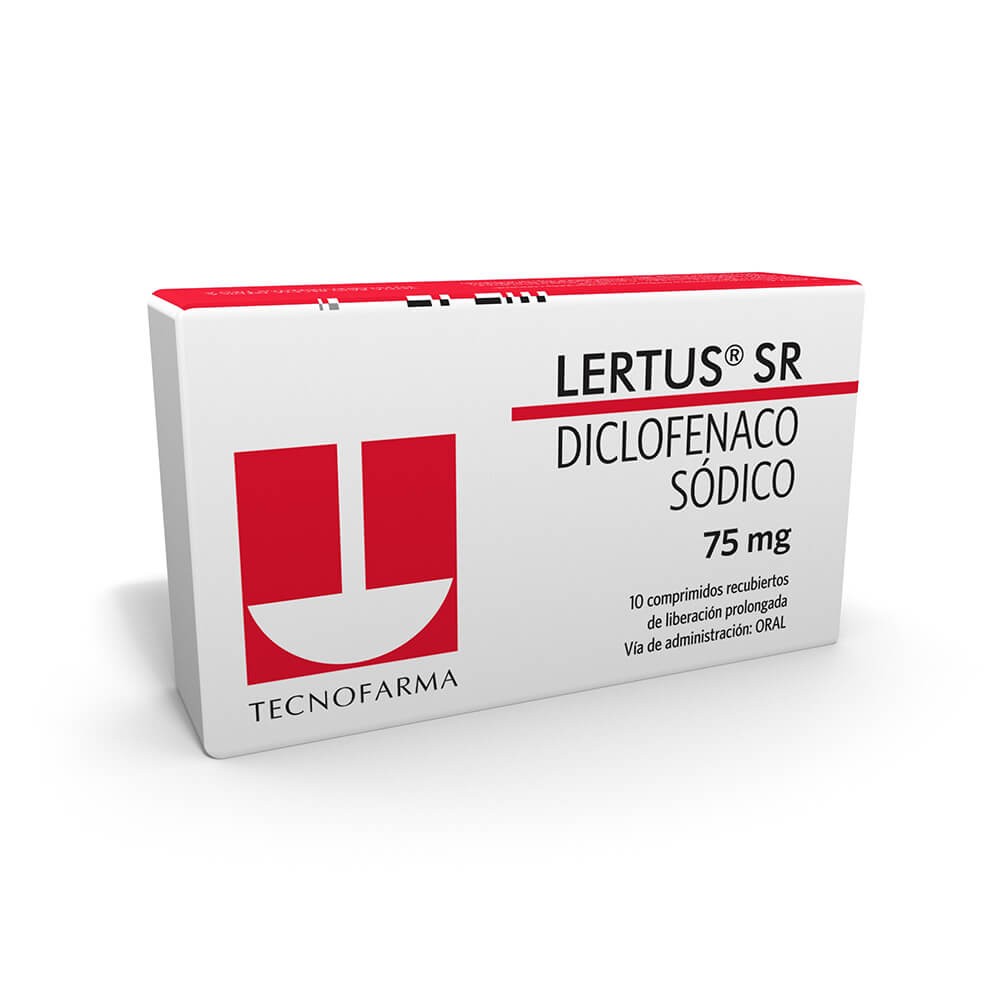 LERTUS® SR
DICLOFENACO
SÓDICO
75 mg
10 comprimidos recubiertos
de liberación prolongada
Vía de administración: ORAL
TECNOFARMA